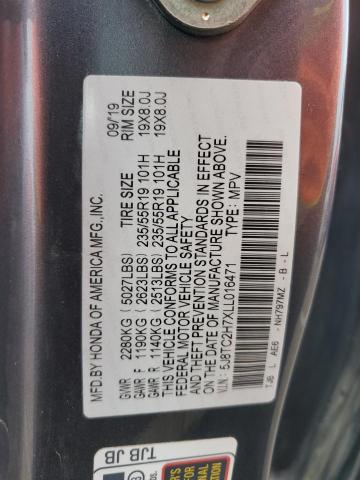 MFD. BY HONDA OF AMERICA MFG., INC. 09/19
TIRE SIZE RIM SIZE
GVWR 2280KG (5027LBS)
GAWR F 1190KG (2623LBS) 235/55R19 101H 19X8.0J
GAWR R 1140KG (2513LBS) 235/55R19 101H 19X8.0J
THIS VEHICLE CONFORMS TO ALL APPLICABLE
FEDERAL MOTOR VEHICLE SAFETY
AND THEFT PREVENTION STANDARDS IN EFFECT
ON THE DATE OF MANUFACTURE SHOWN ABOVE.
V.I.N.: 5J8TC2H7XLL016471 TYPE: MPV
TJB L AE6 - NH797MZ - B - L
TJB JB